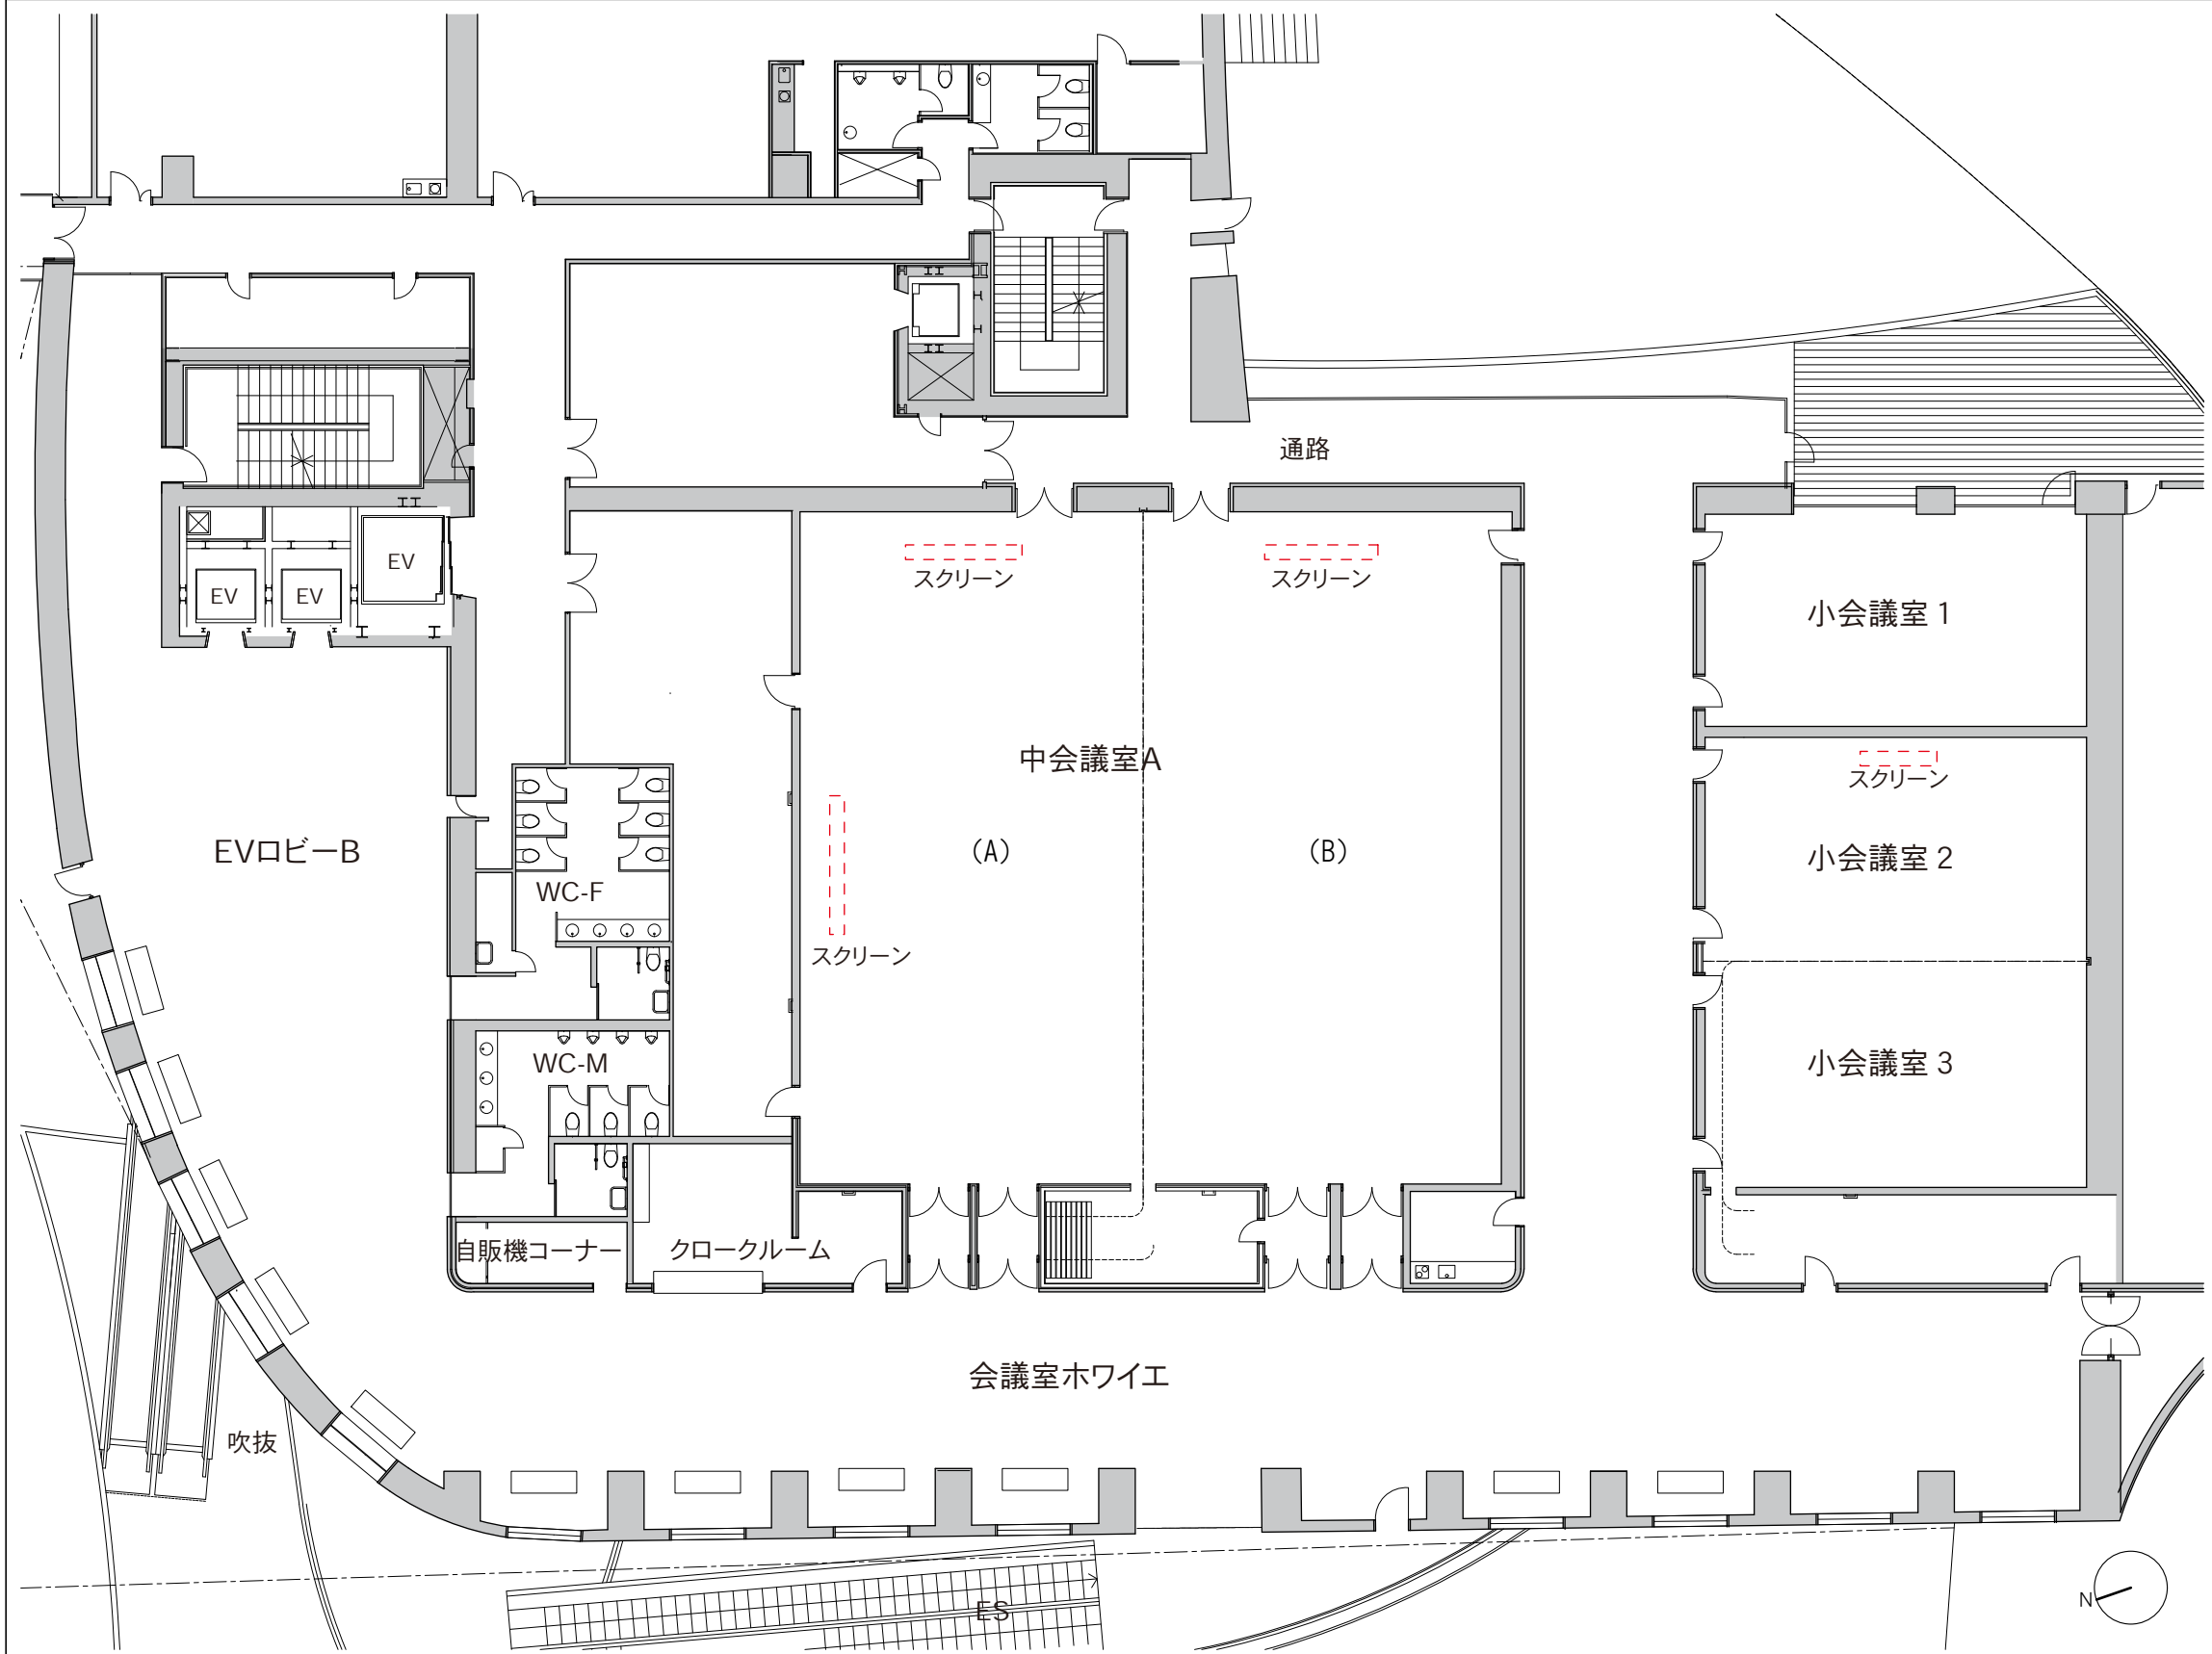 通路
EV
EV
EV
スクリーン
スクリーン
小会議室 1
中会議室A
スクリーン
EVロビーB
(A)
(B)
小会議室 2
WC-F
スクリーン
WC-M
小会議室 3
自販機コーナー
クロークルーム
会議室ホワイエ
吹抜
ES
N